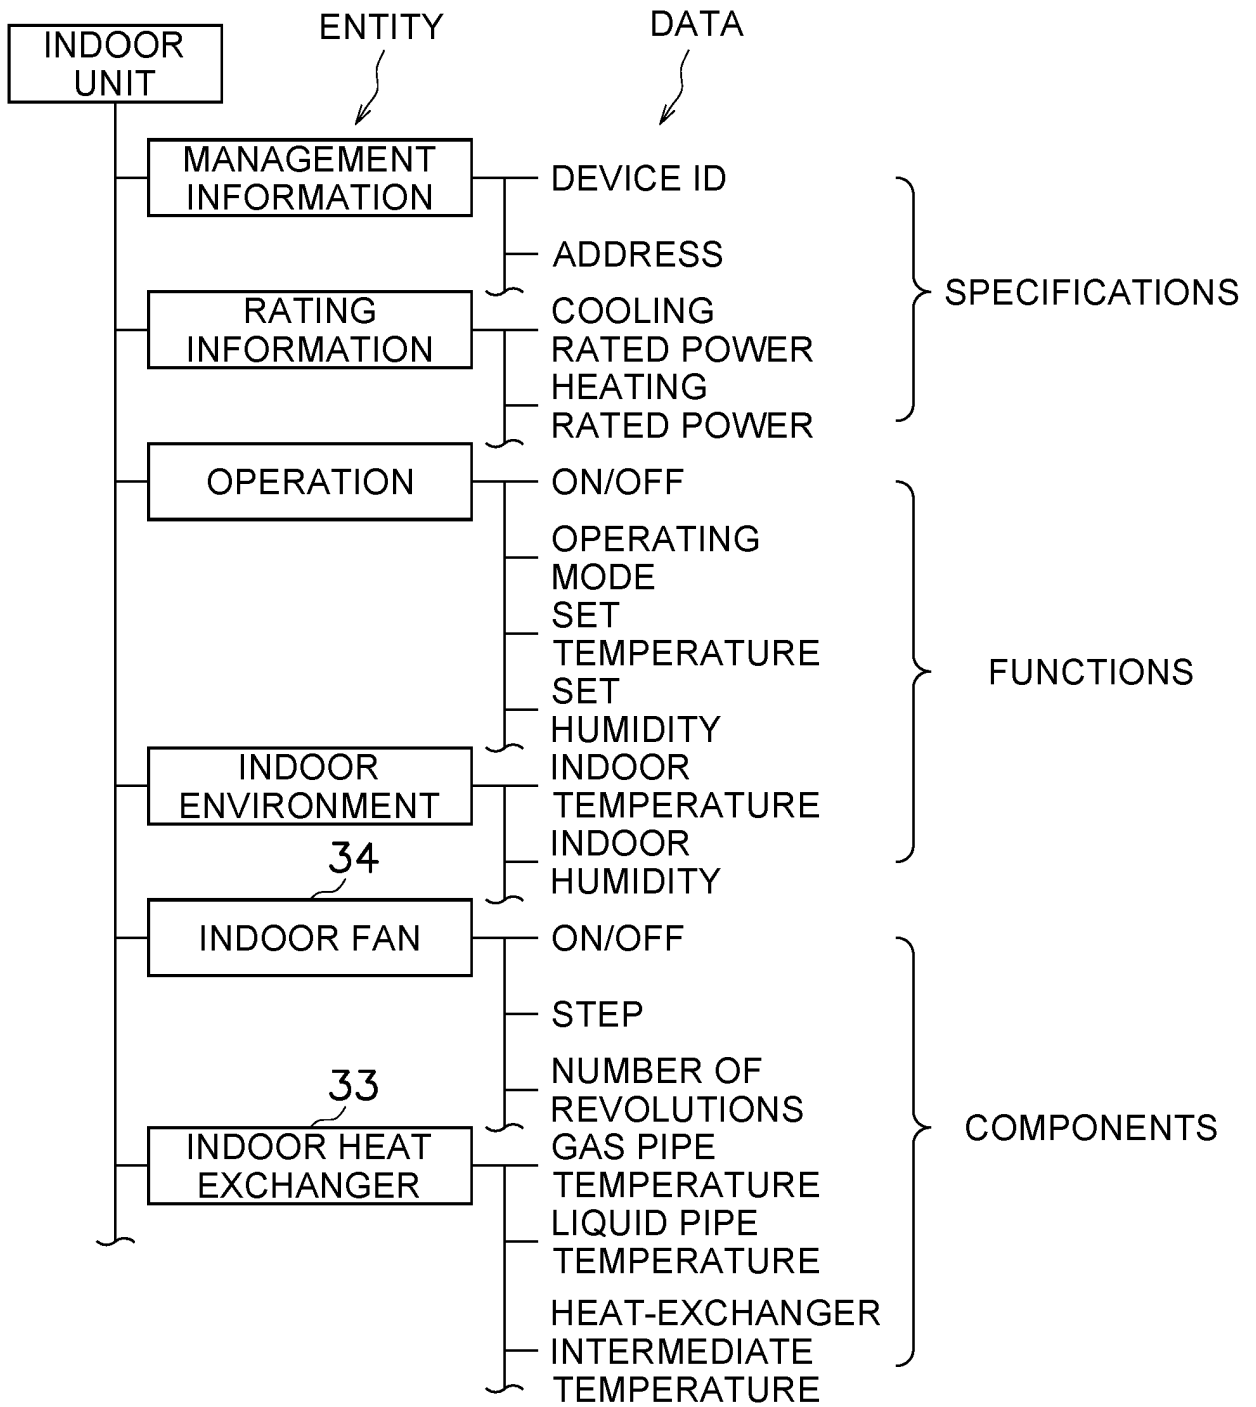 INDOOR
UNIT
ENTITY
DATA
MANAGEMENT
INFORMATION
DEVICE ID
ADDRESS
SPECIFICATIONS
RATING
INFORMATION
COOLING
RATED POWER
HEATING
RATED POWER
OPERATION
ON/OFF
OPERATING
MODE
SET
TEMPERATURE
SET
HUMIDITY
FUNCTIONS
INDOOR
ENVIRONMENT
INDOOR
TEMPERATURE
INDOOR
HUMIDITY
34
INDOOR FAN
ON/OFF
STEP
NUMBER OF
REVOLUTIONS
COMPONENTS
33
INDOOR HEAT
EXCHANGER
GAS PIPE
TEMPERATURE
LIQUID PIPE
TEMPERATURE
HEAT-EXCHANGER
INTERMEDIATE
TEMPERATURE